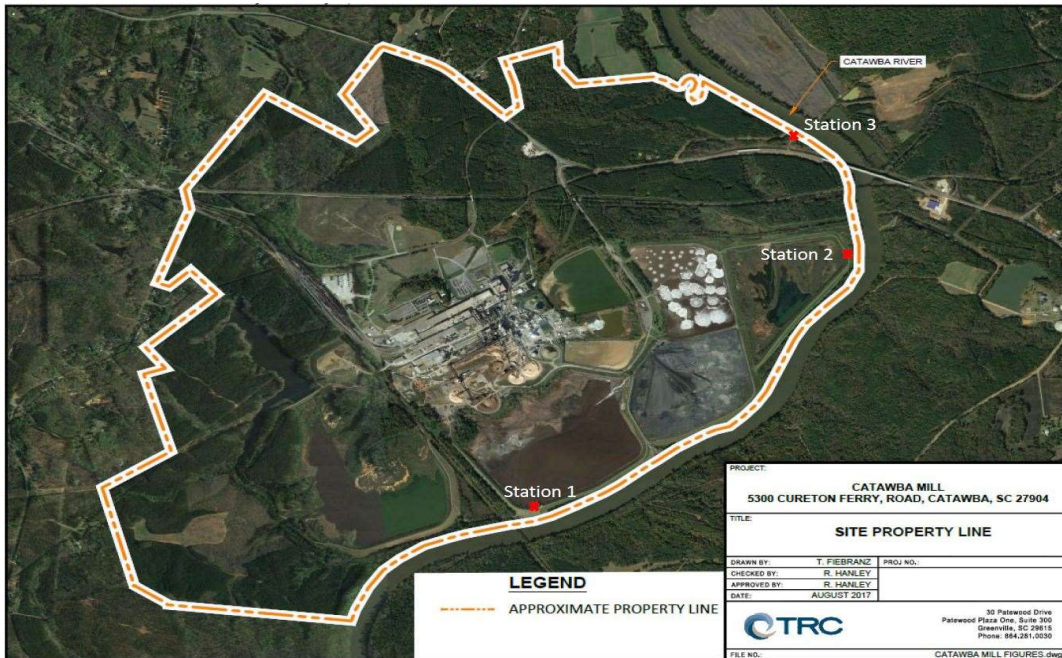 CATAWBA RIVER
Station 3
Station 2
Station 1
LEGEND
APPROXIMATE PROPERTY LINE
PROJECT:
CATAWBA MILL
5300 CURETON FERRY, ROAD, CATAWBA, SC 27904
TITLE:
SITE PROPERTY LINE
DRAWN BY: T. FIEBRANZ PROJ NO.:
CHECKED BY: R. HANLEY
APPROVED BY: R. HANLEY
DATE: AUGUST 2017
TRC
30 Patewood Drive
Patewood Plaza One, Suite 300
Greenville, SC 29615
Phone: 864.281.0030
FILE NO.: CATAWBA MILL FIGURES.dwg